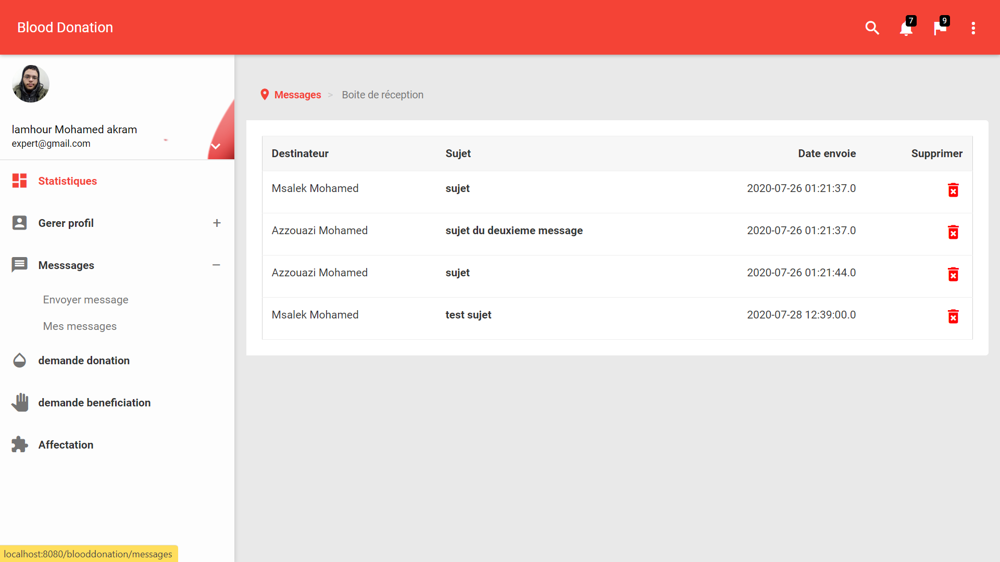 Blood Donation
7
9
lamhour Mohamed akram
expert@gmail.com
Statistiques
Gerer profil
+
Messsages
−
Envoyer message
Mes messages
demande donation
demande beneficiation
Affectation
Messages > Boite de réception
Destinateur Sujet Date envoie Supprimer
Msalek Mohamed sujet 2020-07-26 01:21:37.0
Azzouazi Mohamed sujet du deuxieme message 2020-07-26 01:21:37.0
Azzouazi Mohamed sujet 2020-07-26 01:21:44.0
Msalek Mohamed test sujet 2020-07-28 12:39:00.0
localhost:8080/blooddonation/messages